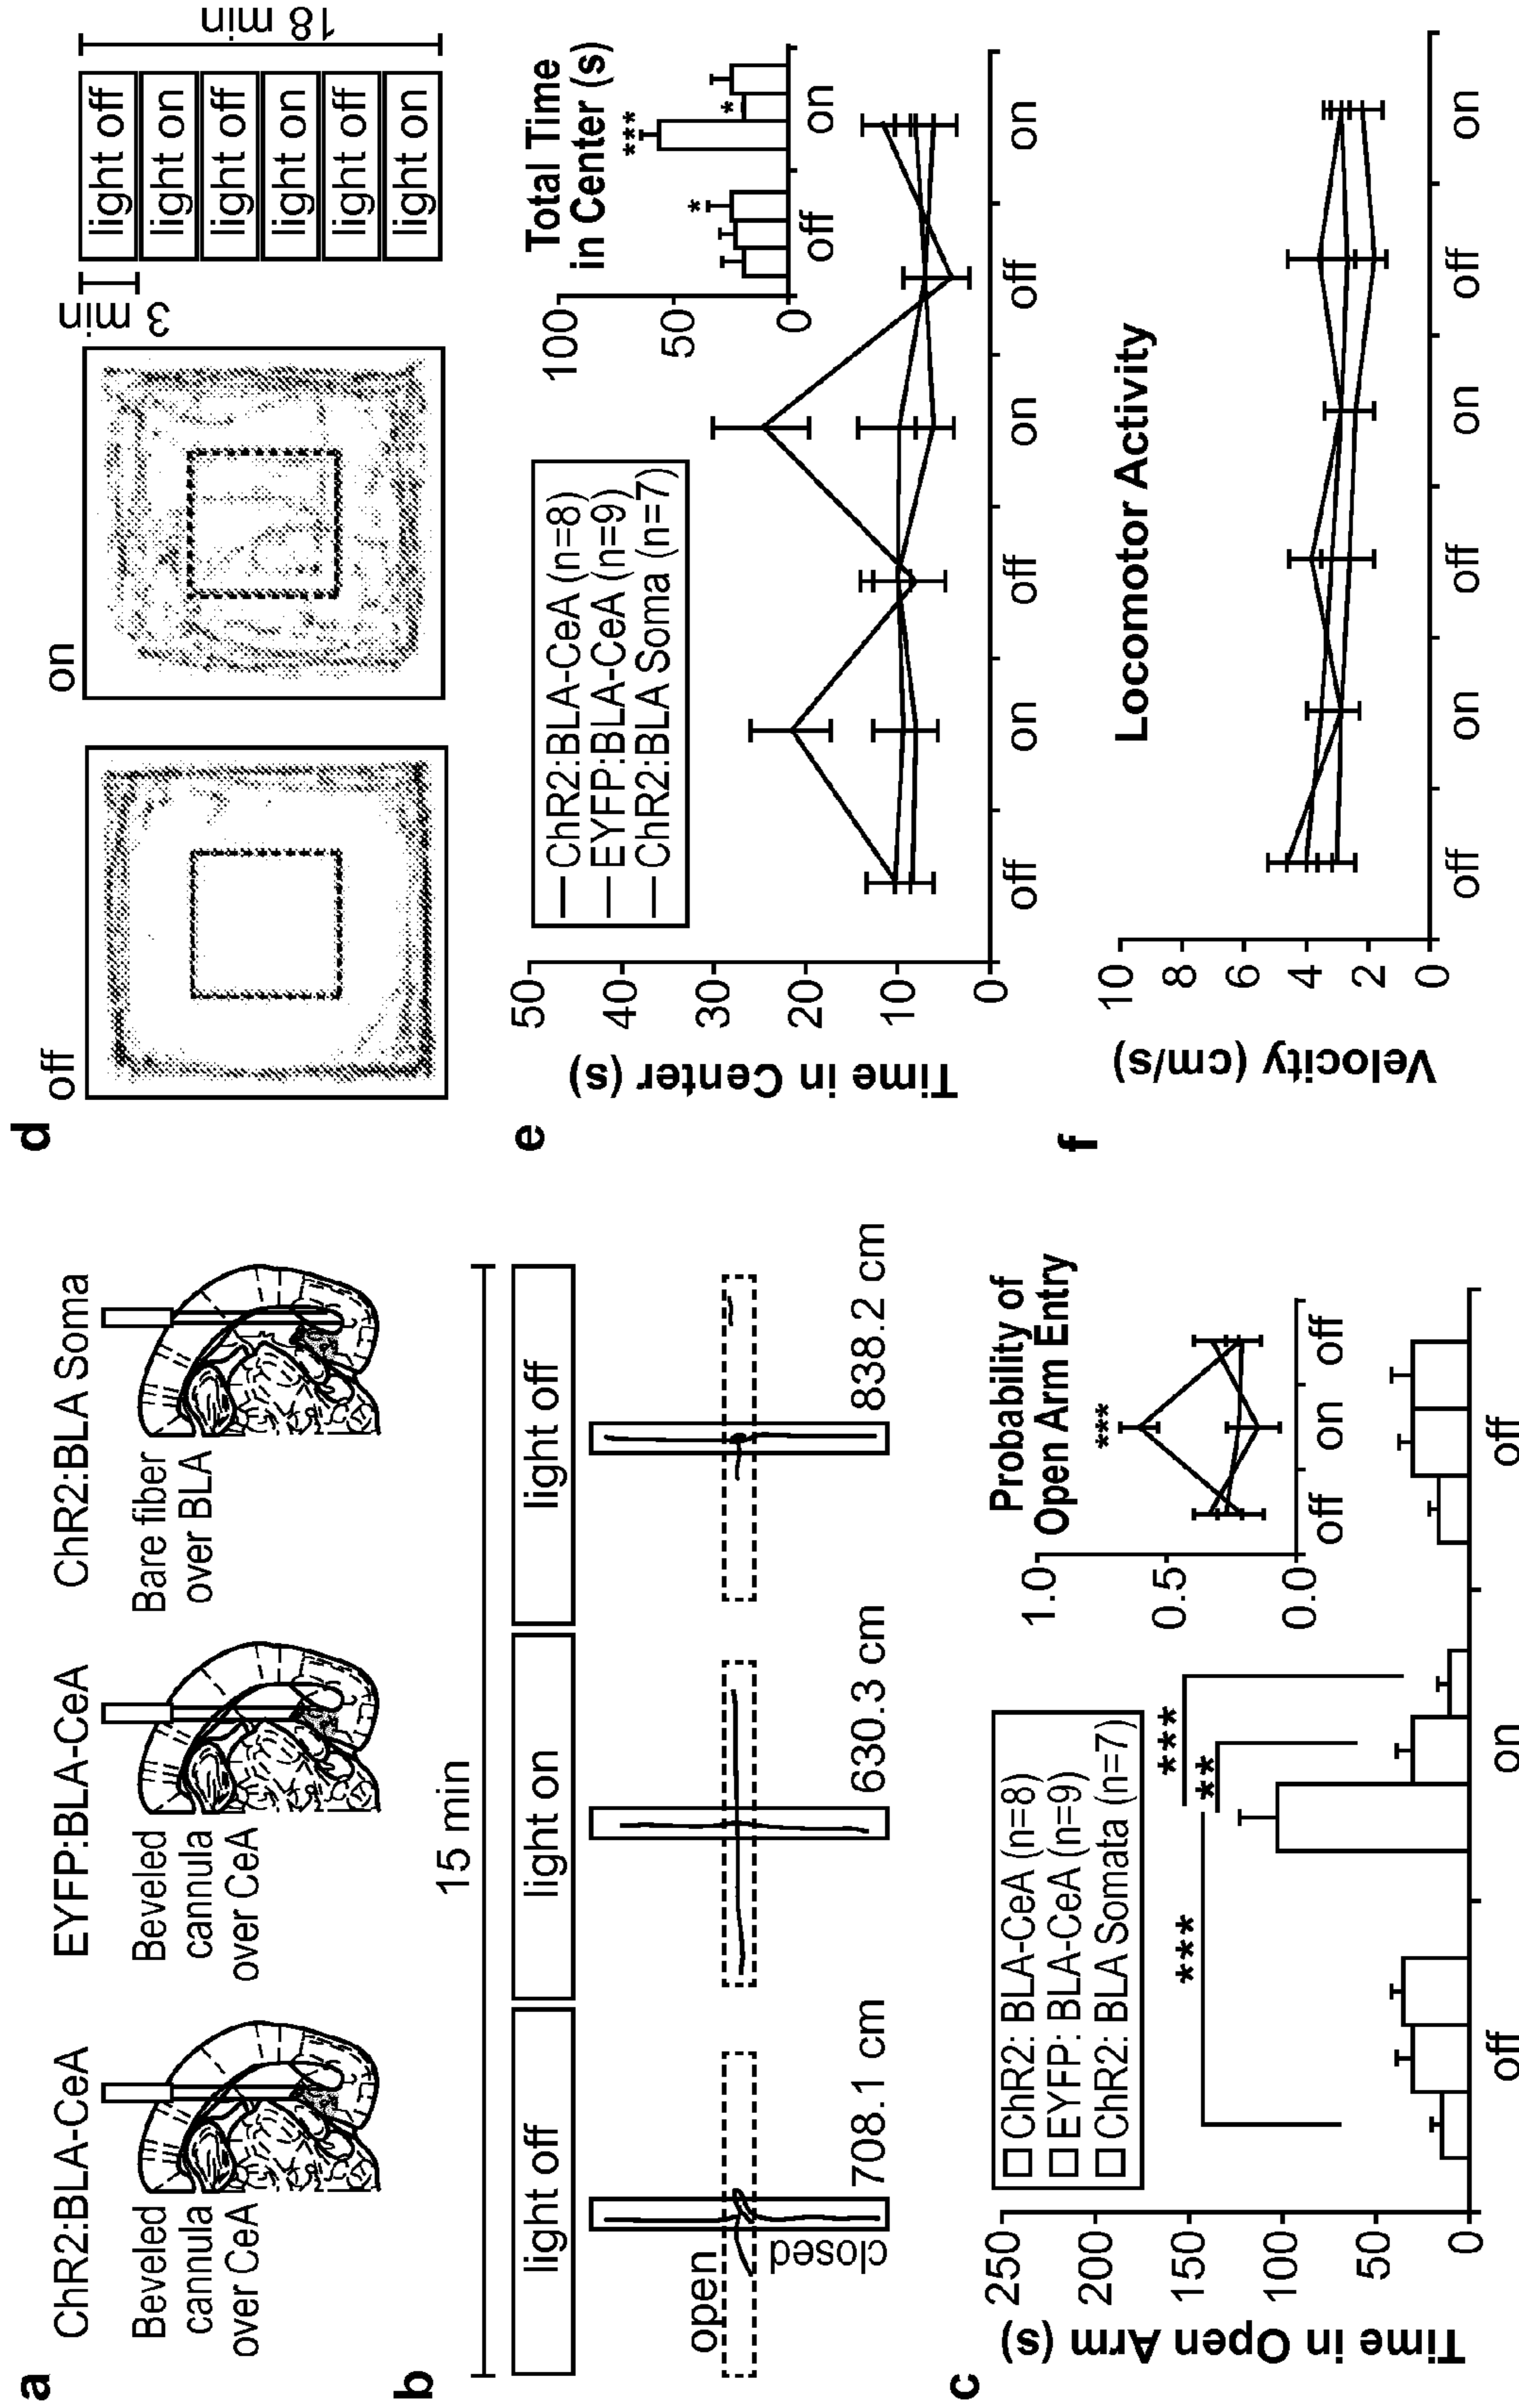 a
ChR2:BLA-CeA
EYFP:BLA-CeA
ChR2:BLA Soma
Beveled
cannula
over CeA
Beveled
cannula
over CeA
Bare fiber
over BLA
b
15 min
light off
light on
light off
open
closed
708.1 cm
630.3 cm
838.2 cm
c
Time in Open Arm (s)
250
200
150
100
50
0
ChR2: BLA-CeA (n=8)
EYFP: BLA-CeA (n=9)
ChR2: BLA Somata (n=7)
***
***
**
off
on
off
Probability of
Open Arm Entry
1.0
0.5
0.0
***
off
on
off
d
off
on
3 min
light off
light on
light off
light on
light off
light on
18 min
e
Time in Center (s)
50
40
30
20
10
0
ChR2:BLA-CeA (n=8)
EYFP:BLA-CeA (n=9)
ChR2:BLA Soma (n=7)
off
on
off
on
off
on
Total Time
in Center (s)
100
50
0
*
***
*
off
on
f
Locomotor Activity
Velocity (cm/s)
10
8
6
4
2
0
off
on
off
on
off
on